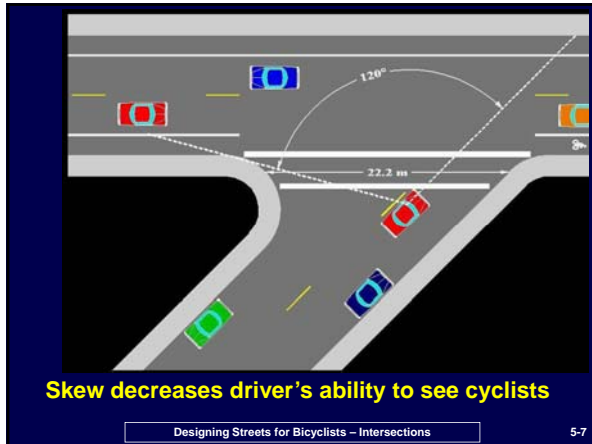 120°
22.2 m
Skew decreases driver's ability to see cyclists
Designing Streets for Bicyclists – Intersections
5-7